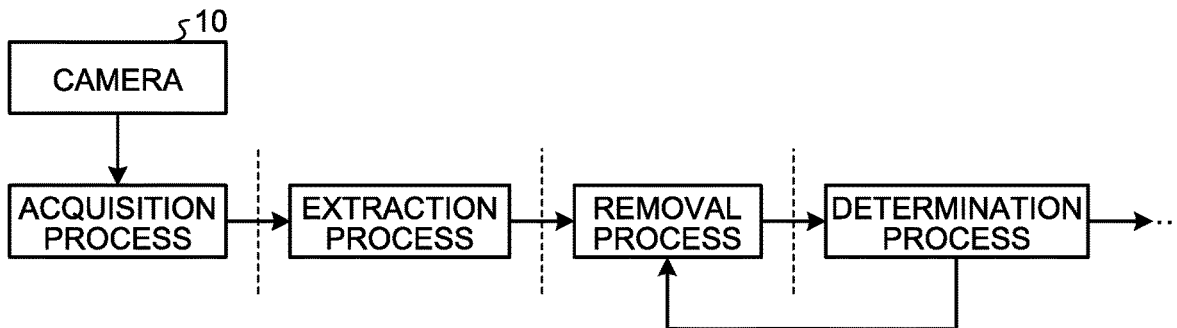 10
CAMERA
ACQUISITION
PROCESS
EXTRACTION
PROCESS
REMOVAL
PROCESS
DETERMINATION
PROCESS
..